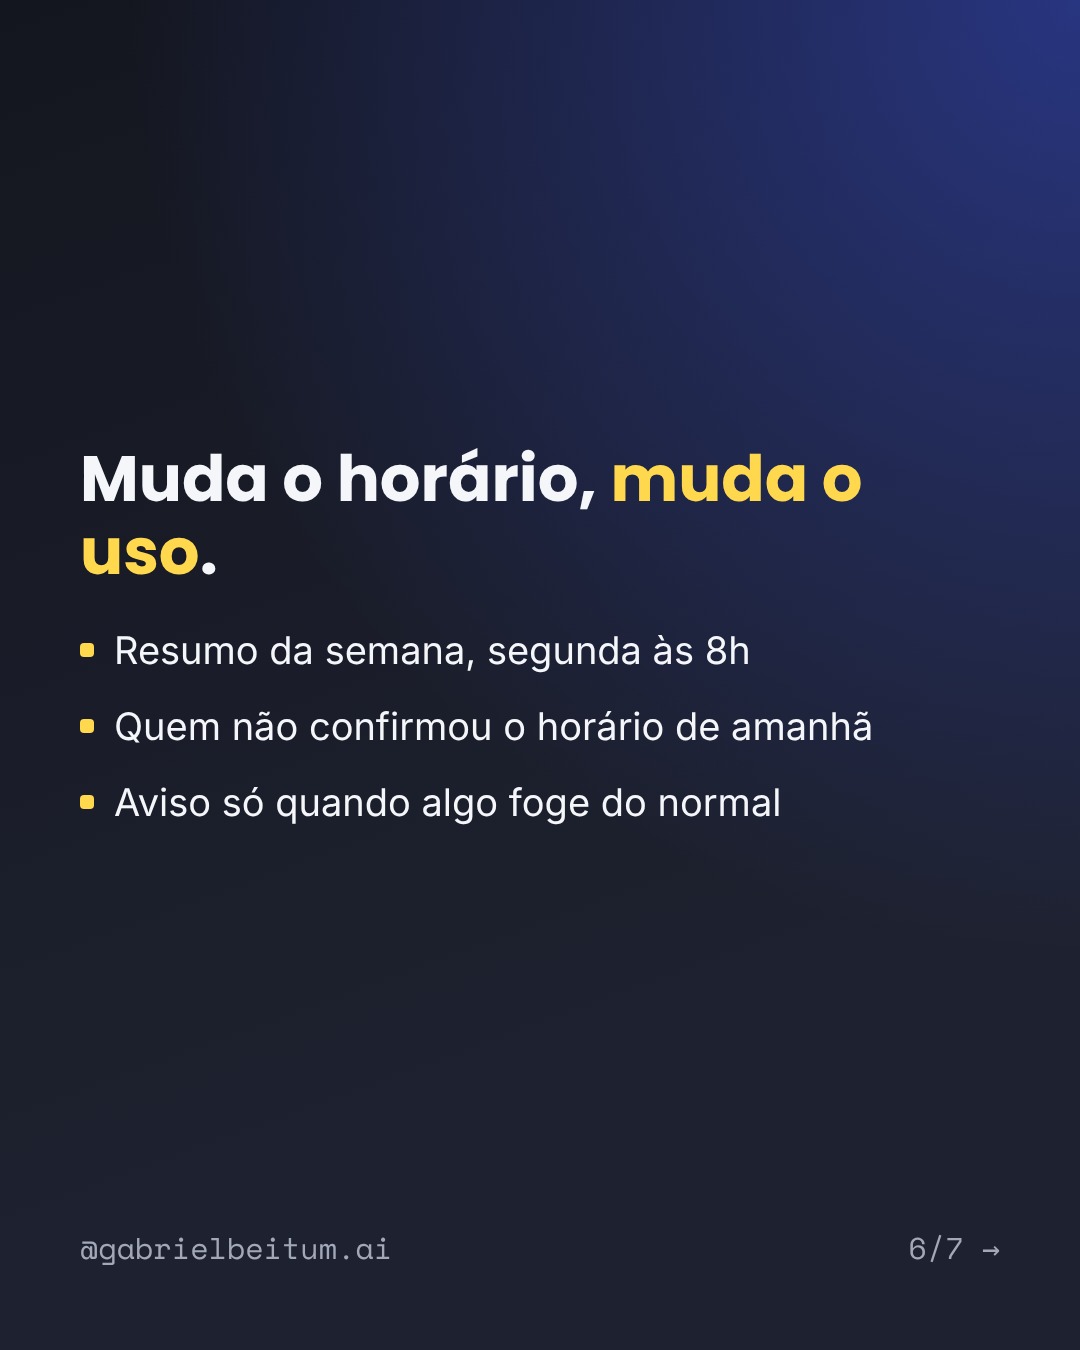 Muda o horário, muda o
uso.
Resumo da semana, segunda às 8h
Quem não confirmou o horário de amanhã
Aviso só quando algo foge do normal
@gabrielbeitum.ai
6/7 →